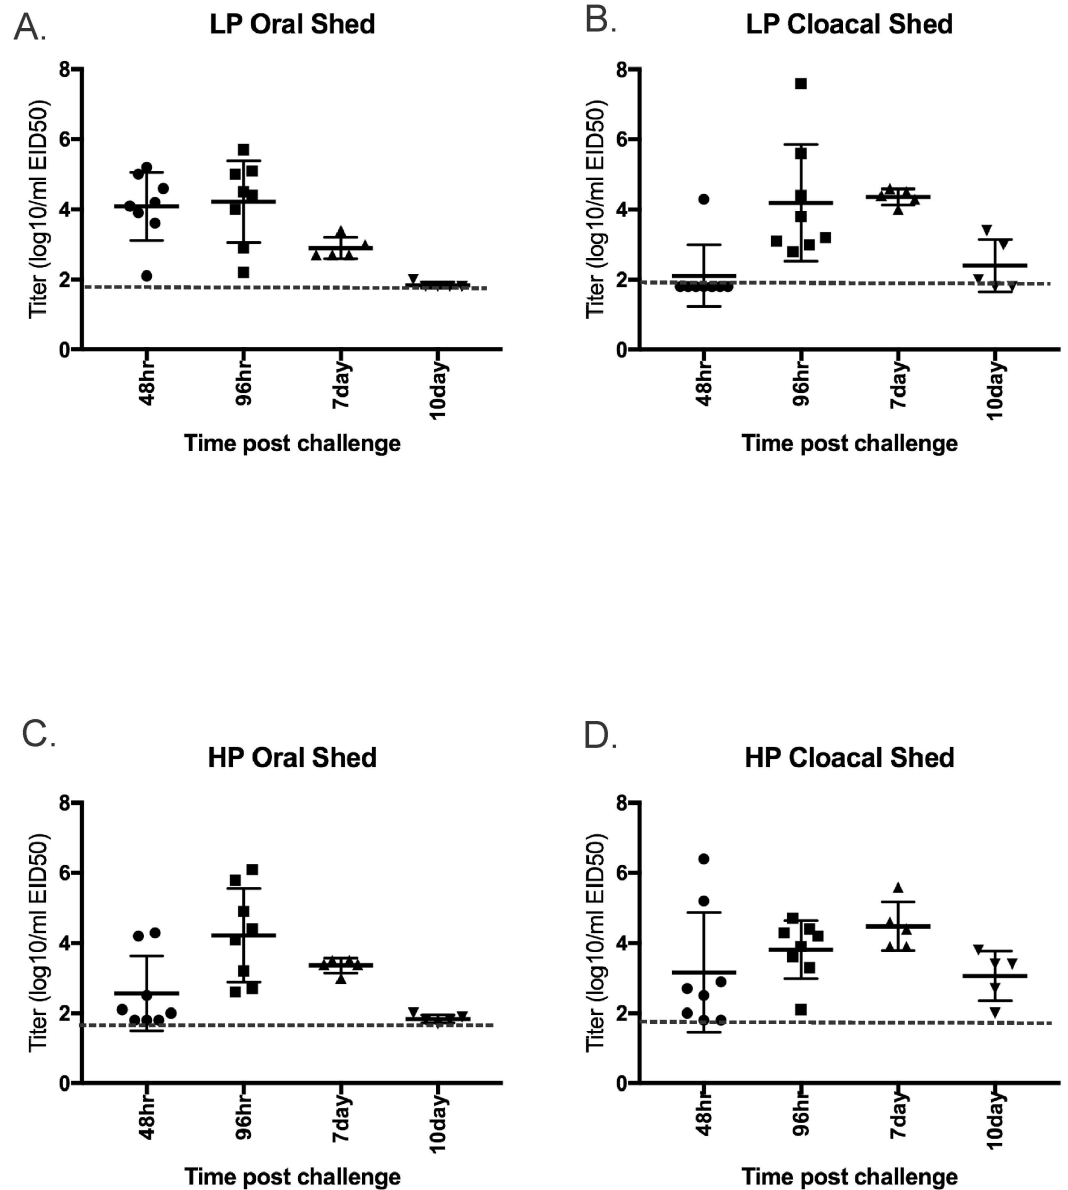 A.
LP Oral Shed
Titer (log10/ml EID50)
8
6
4
2
0
48hr
96hr
7day
10day
Time post challenge
B.
LP Cloacal Shed
Titer (log10/ml EID50)
8
6
4
2
0
48hr
96hr
7day
10day
Time post challenge
C.
HP Oral Shed
Titer (log10/ml EID50)
8
6
4
2
0
48hr
96hr
7day
10day
Time post challenge
D.
HP Cloacal Shed
Titer (log10/ml EID50)
8
6
4
2
0
48hr
96hr
7day
10day
Time post challenge